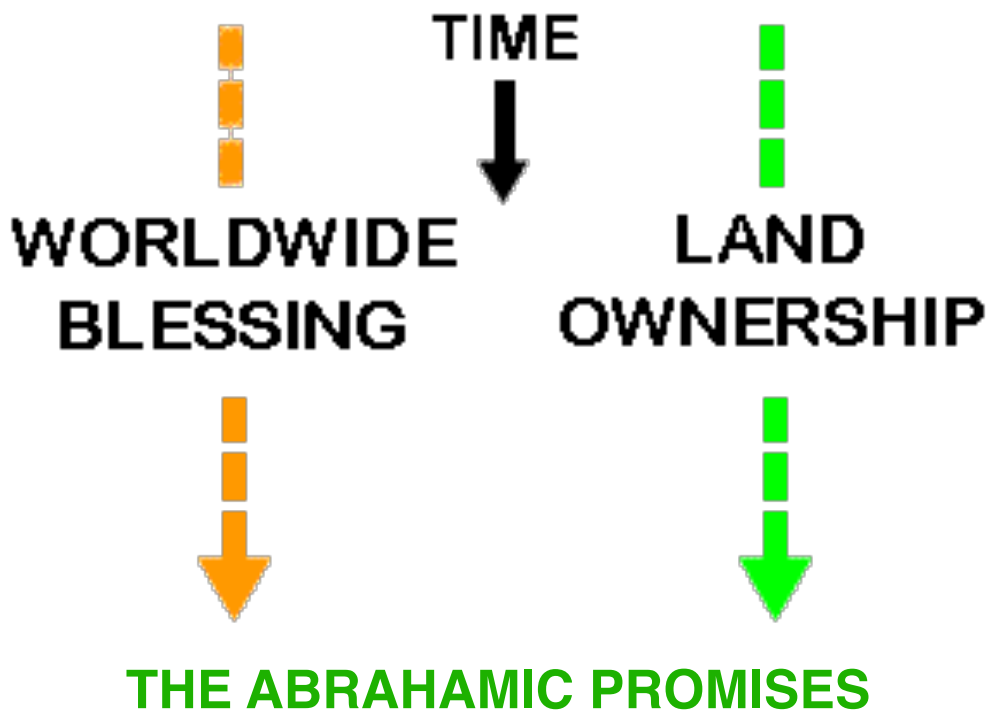 TIME
WORLDWIDE
BLESSING
LAND
OWNERSHIP
THE ABRAHAMIC PROMISES